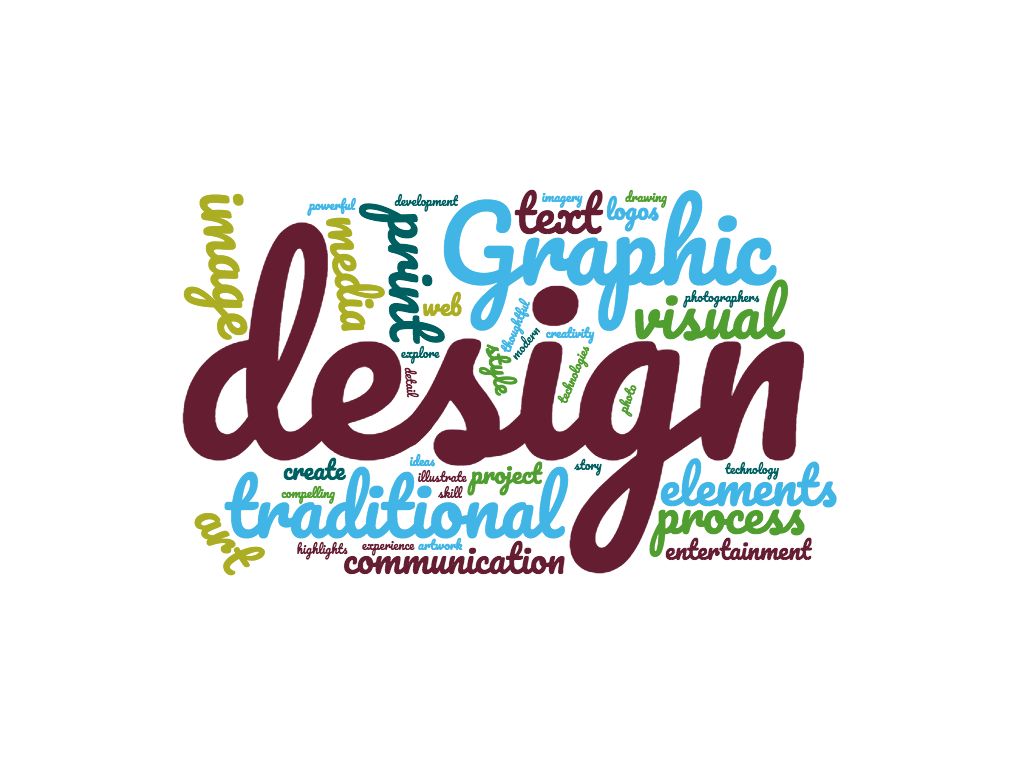 image
powerful
media
print
development
Graphic
text
imagery
logos
drawing
web
explore
detail
style
thoughtful
modern
creativity
technologies
photo
photographers
visual
design
create
compelling
ideas
illustrate
skill
project
story
technology
elements
traditional
process
art
highlights
experience
artwork
communication
entertainment